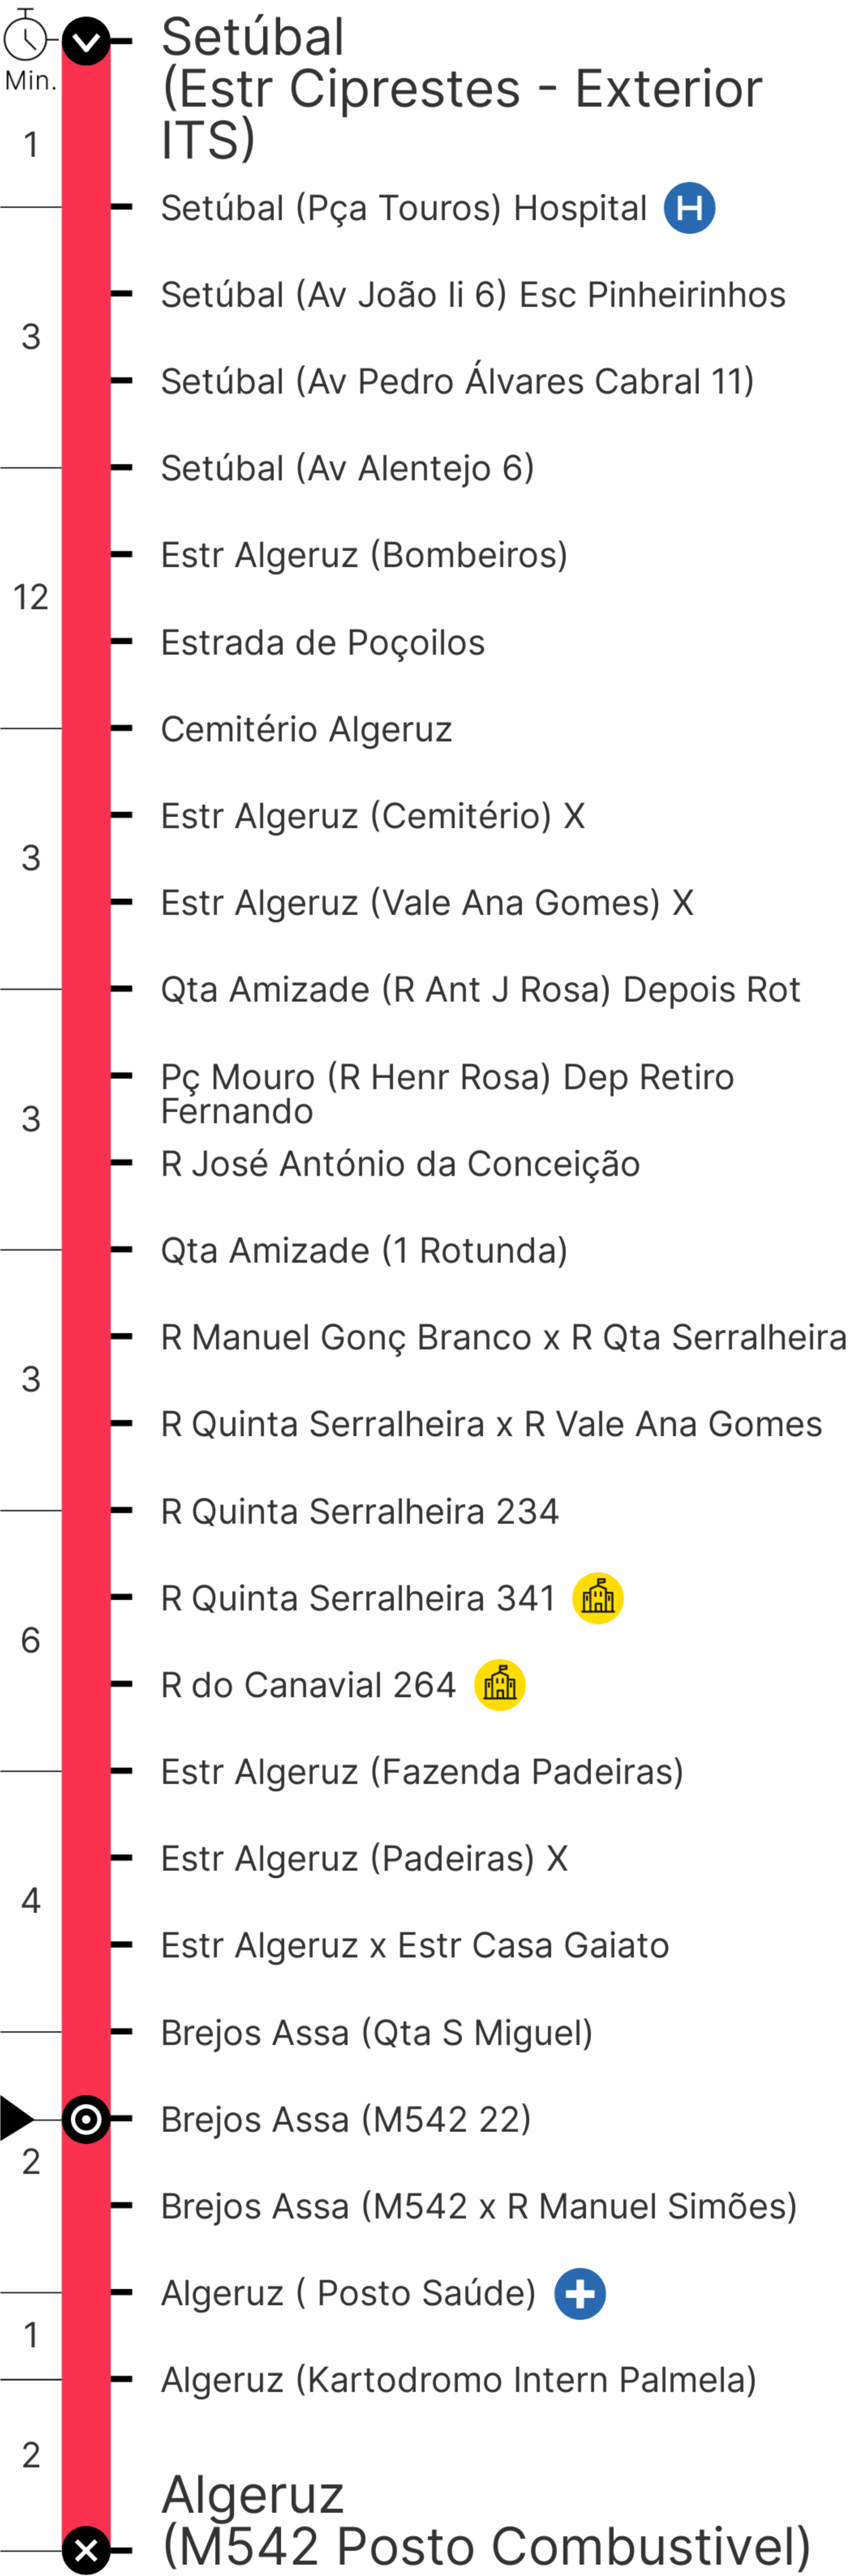 Setúbal
(Estr Ciprestes - Exterior
ITS)
Min.
1
Setúbal (Pça Touros) Hospital H
Setúbal (Av João Ii 6) Esc Pinheirinhos
3
Setúbal (Av Pedro Álvares Cabral 11)
Setúbal (Av Alentejo 6)
Estr Algeruz (Bombeiros)
12
Estrada de Poçoilos
Cemitério Algeruz
Estr Algeruz (Cemitério) X
3
Estr Algeruz (Vale Ana Gomes) X
Qta Amizade (R Ant J Rosa) Depois Rot
Pç Mouro (R Henr Rosa) Dep Retiro
Fernando
3
R José António da Conceição
Qta Amizade (1 Rotunda)
R Manuel Gonç Branco x R Qta Serralheira
3
R Quinta Serralheira x R Vale Ana Gomes
R Quinta Serralheira 234
R Quinta Serralheira 341
6
R do Canavial 264
Estr Algeruz (Fazenda Padeiras)
Estr Algeruz (Padeiras) X
4
Estr Algeruz x Estr Casa Gaiato
Brejos Assa (Qta S Miguel)
Brejos Assa (M542 22)
2
Brejos Assa (M542 x R Manuel Simões)
Algeruz ( Posto Saúde)
1
Algeruz (Kartodromo Intern Palmela)
2
Algeruz
(M542 Posto Combustivel)